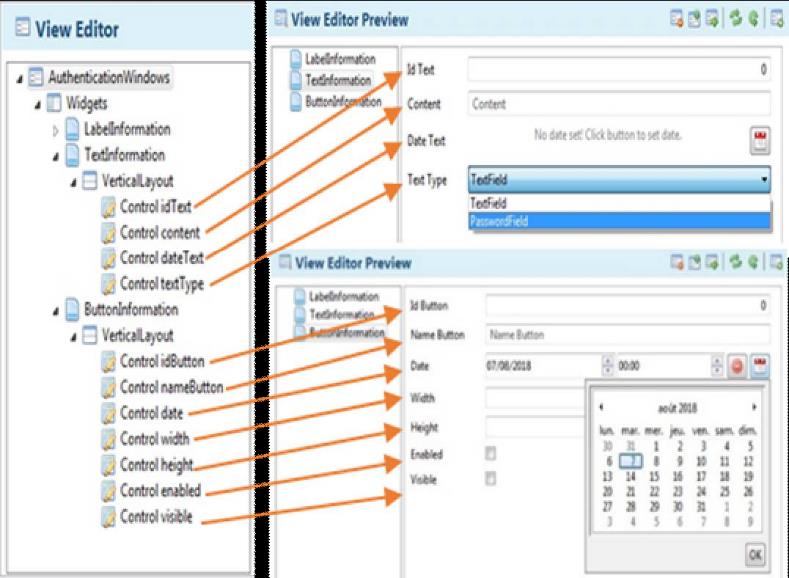 View Editor
AuthenticationWindows
Widgets
LabelInformation
TextInformation
VerticalLayout
Control idText
Control content
Control dateText
Control textType
ButtonInformation
VerticalLayout
Control idButton
Control nameButton
Control date
Control width
Control height
Control enabled
Control visible
View Editor Preview
LabelInformation
TextInformation
ButtonInformation
Id Text 0
Content Content
Date Text No date set! Click button to set date.
Text Type TextField
TextField
PasswordField
View Editor Preview
LabelInformation
TextInformation
ButtonInformation
Id Button 0
Name Button Name Button
Date 07/08/2018 00:00
Width
Height
Enabled
Visible
août 2018
lun. mar. mer. jeu. ven. sam. dim.
30 31 1 2 3 4 5
6 7 8 9 10 11 12
13 14 15 16 17 18 19
20 21 22 23 24 25 26
27 28 29 30 31 1 2
3 4 5 6 7 8 9
OK